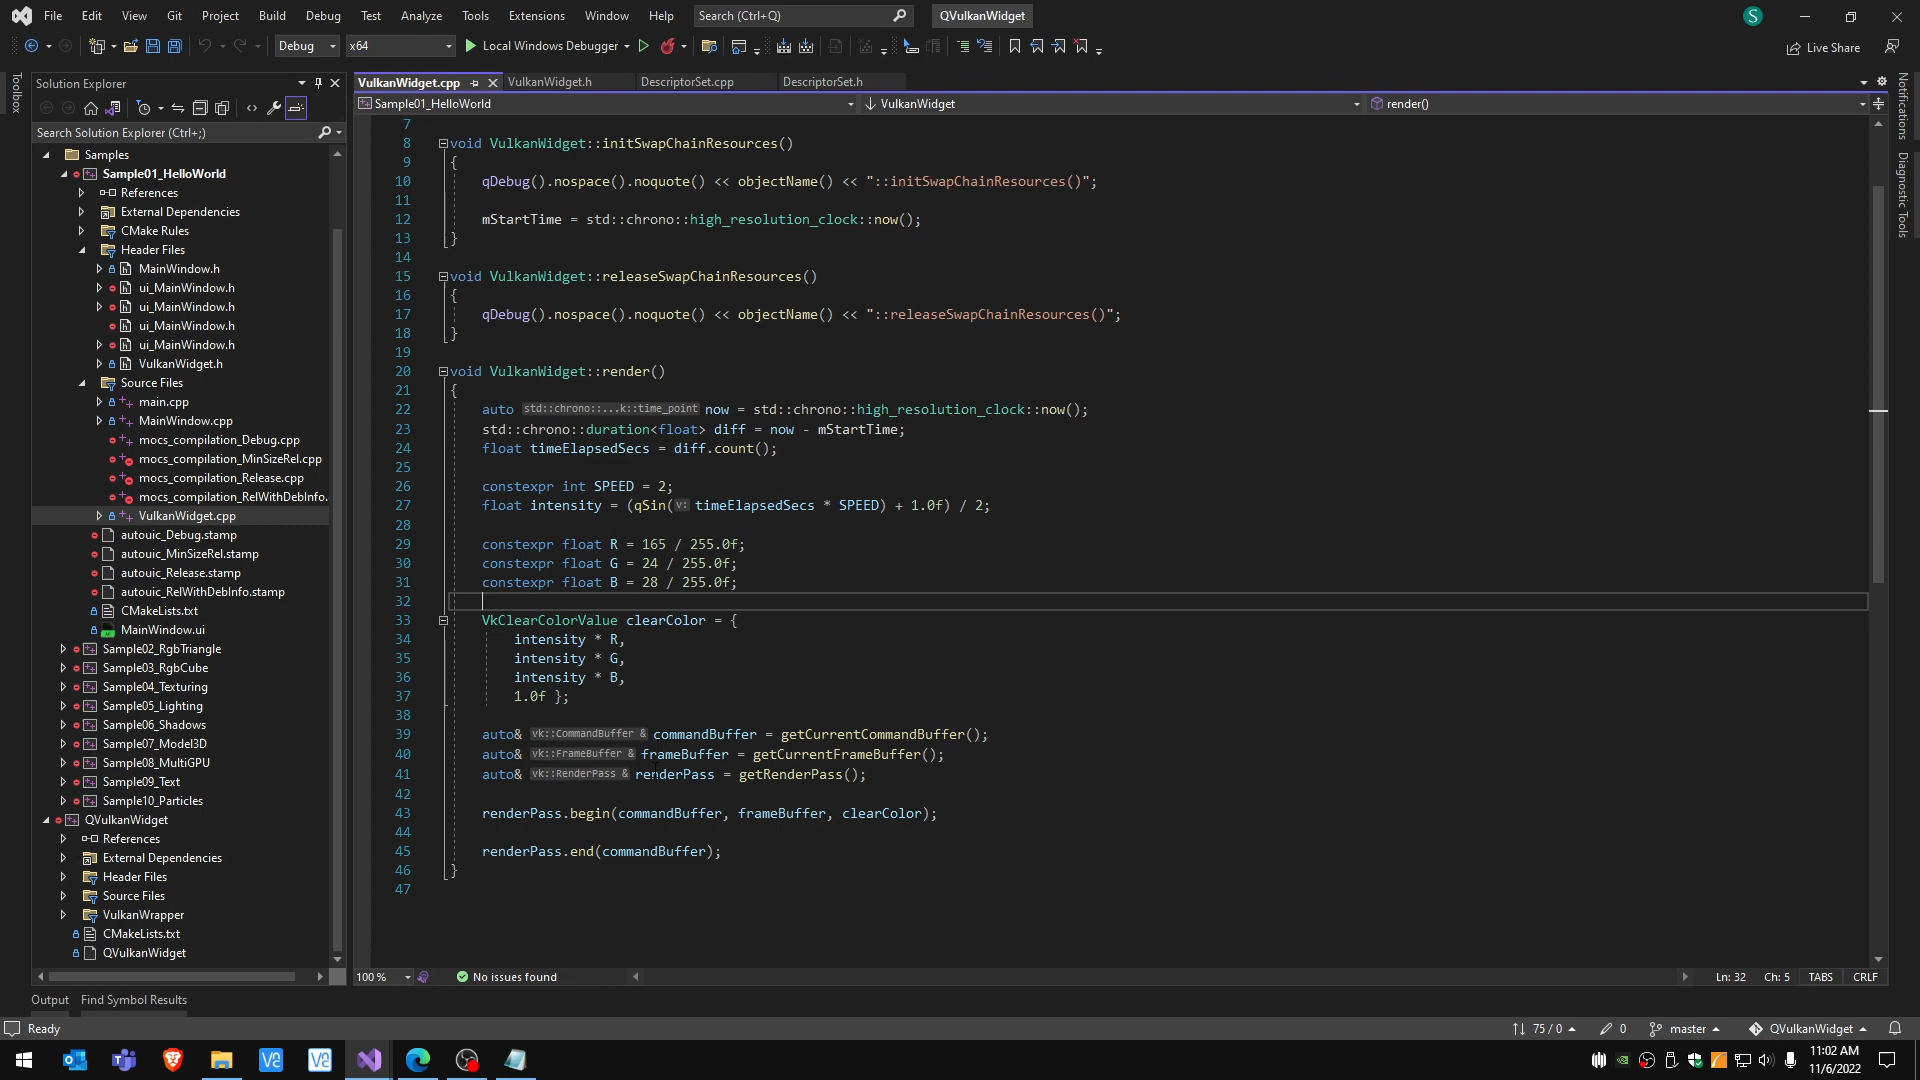 File Edit View Git Project Build Debug Test Analyze Tools Extensions Window Help Search (Ctrl+Q) QVulkanWidget S
Debug x64 Local Windows Debugger Live Share
Toolbox
Solution Explorer
Search Solution Explorer (Ctrl+;)
Samples
Sample01_HelloWorld
References
External Dependencies
CMake Rules
Header Files
MainWindow.h
ui_MainWindow.h
ui_MainWindow.h
ui_MainWindow.h
ui_MainWindow.h
VulkanWidget.h
Source Files
main.cpp
MainWindow.cpp
mocs_compilation_Debug.cpp
mocs_compilation_MinSizeRel.cpp
mocs_compilation_Release.cpp
mocs_compilation_RelWithDebInfo.
VulkanWidget.cpp
autouic_Debug.stamp
autouic_MinSizeRel.stamp
autouic_Release.stamp
autouic_RelWithDebInfo.stamp
CMakeLists.txt
MainWindow.ui
Sample02_RgbTriangle
Sample03_RgbCube
Sample04_Texturing
Sample05_Lighting
Sample06_Shadows
Sample07_Model3D
Sample08_MultiGPU
Sample09_Text
Sample10_Particles
QVulkanWidget
References
External Dependencies
Header Files
Source Files
VulkanWrapper
CMakeLists.txt
QVulkanWidget
VulkanWidget.cpp VulkanWidget.h DescriptorSet.cpp DescriptorSet.h
Sample01_HelloWorld VulkanWidget render()
7
8 void VulkanWidget::initSwapChainResources()
9 {
10 qDebug().nospace().noquote() << objectName() << "::initSwapChainResources()";
11
12 mStartTime = std::chrono::high_resolution_clock::now();
13 }
14
15 void VulkanWidget::releaseSwapChainResources()
16 {
17 qDebug().nospace().noquote() << objectName() << "::releaseSwapChainResources()";
18 }
19
20 void VulkanWidget::render()
21 {
22 auto std::chrono::...k::time_point now = std::chrono::high_resolution_clock::now();
23 std::chrono::duration<float> diff = now - mStartTime;
24 float timeElapsedSecs = diff.count();
25
26 constexpr int SPEED = 2;
27 float intensity = (qSin(v: timeElapsedSecs * SPEED) + 1.0f) / 2;
28
29 constexpr float R = 165 / 255.0f;
30 constexpr float G = 24 / 255.0f;
31 constexpr float B = 28 / 255.0f;
32
33 VkClearColorValue clearColor = {
34 intensity * R,
35 intensity * G,
36 intensity * B,
37 1.0f };
38
39 auto& vk::CommandBuffer & commandBuffer = getCurrentCommandBuffer();
40 auto& vk::FrameBuffer & frameBuffer = getCurrentFrameBuffer();
41 auto& vk::RenderPass & renderPass = getRenderPass();
42
43 renderPass.begin(commandBuffer, frameBuffer, clearColor);
44
45 renderPass.end(commandBuffer);
46 }
47
Notifications
Diagnostic Tools
100 % No issues found Ln: 32 Ch: 5 TABS CRLF
Output Find Symbol Results
Ready 75 / 0 0 master QVulkanWidget
11:02 AM
11/6/2022